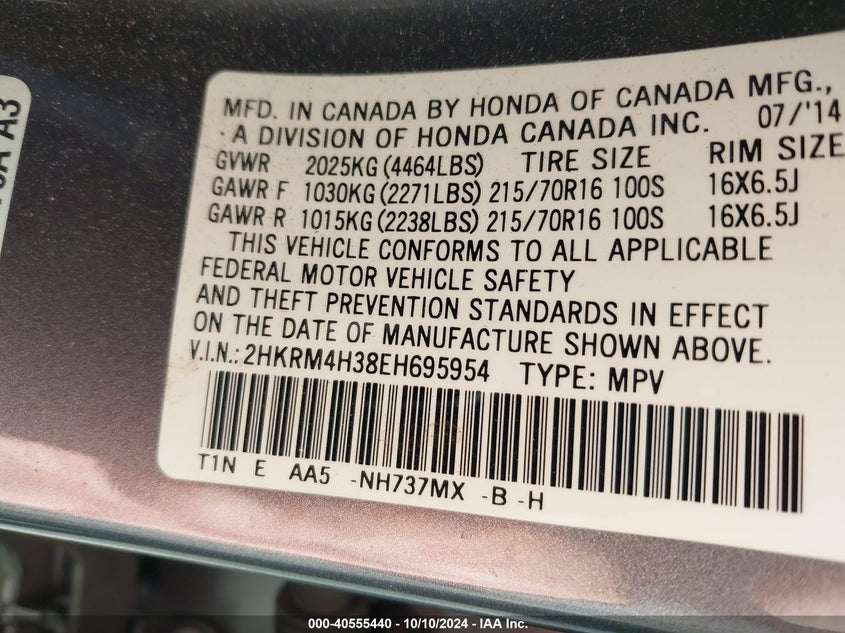 MFD. IN CANADA BY HONDA OF CANADA MFG.,
A DIVISION OF HONDA CANADA INC. 07/'14
GVWR 2025KG (4464LBS) TIRE SIZE RIM SIZE
GAWR F 1030KG (2271LBS) 215/70R16 100S 16X6.5J
GAWR R 1015KG (2238LBS) 215/70R16 100S 16X6.5J
THIS VEHICLE CONFORMS TO ALL APPLICABLE
FEDERAL MOTOR VEHICLE SAFETY
AND THEFT PREVENTION STANDARDS IN EFFECT
ON THE DATE OF MANUFACTURE SHOWN ABOVE.
V.I.N.: 2HKRM4H38EH695954 TYPE: MPV
T1N E AA5 -NH737MX -B -H
A3
000-40555440 - 10/10/2024 - IAA Inc.